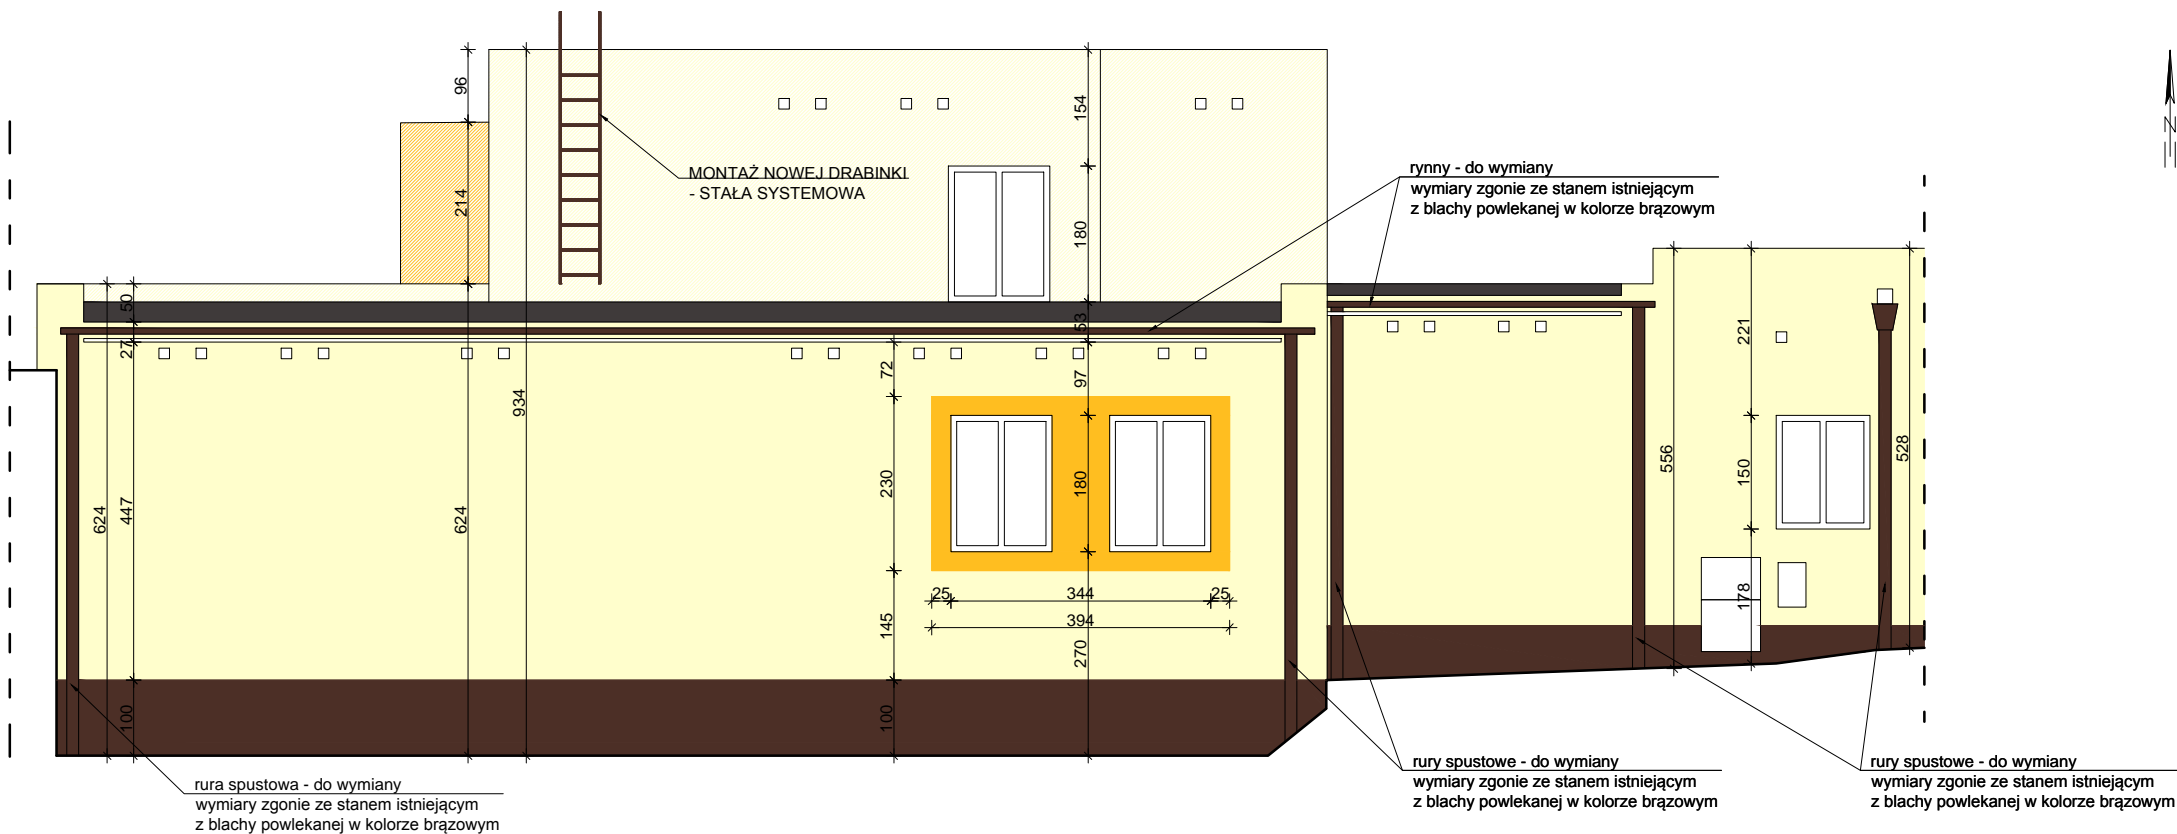 MONTAŻ NOWEJ DRABINKI
- STAŁA SYSTEMOWA
rynny - do wymiany
wymiary zgonie ze stanem istniejącym
z blachy powlekanej w kolorze brązowym
N
96
214
624
934
154
180
53
97
180
270
50
27
447
100
624
72
230
145
100
25
344
25
394
556
221
150
178
528
rura spustowa - do wymiany
wymiary zgonie ze stanem istniejącym
z blachy powlekanej w kolorze brązowym
rury spustowe - do wymiany
wymiary zgonie ze stanem istniejącym
z blachy powlekanej w kolorze brązowym
rury spustowe - do wymiany
wymiary zgonie ze stanem istniejącym
z blachy powlekanej w kolorze brązowym